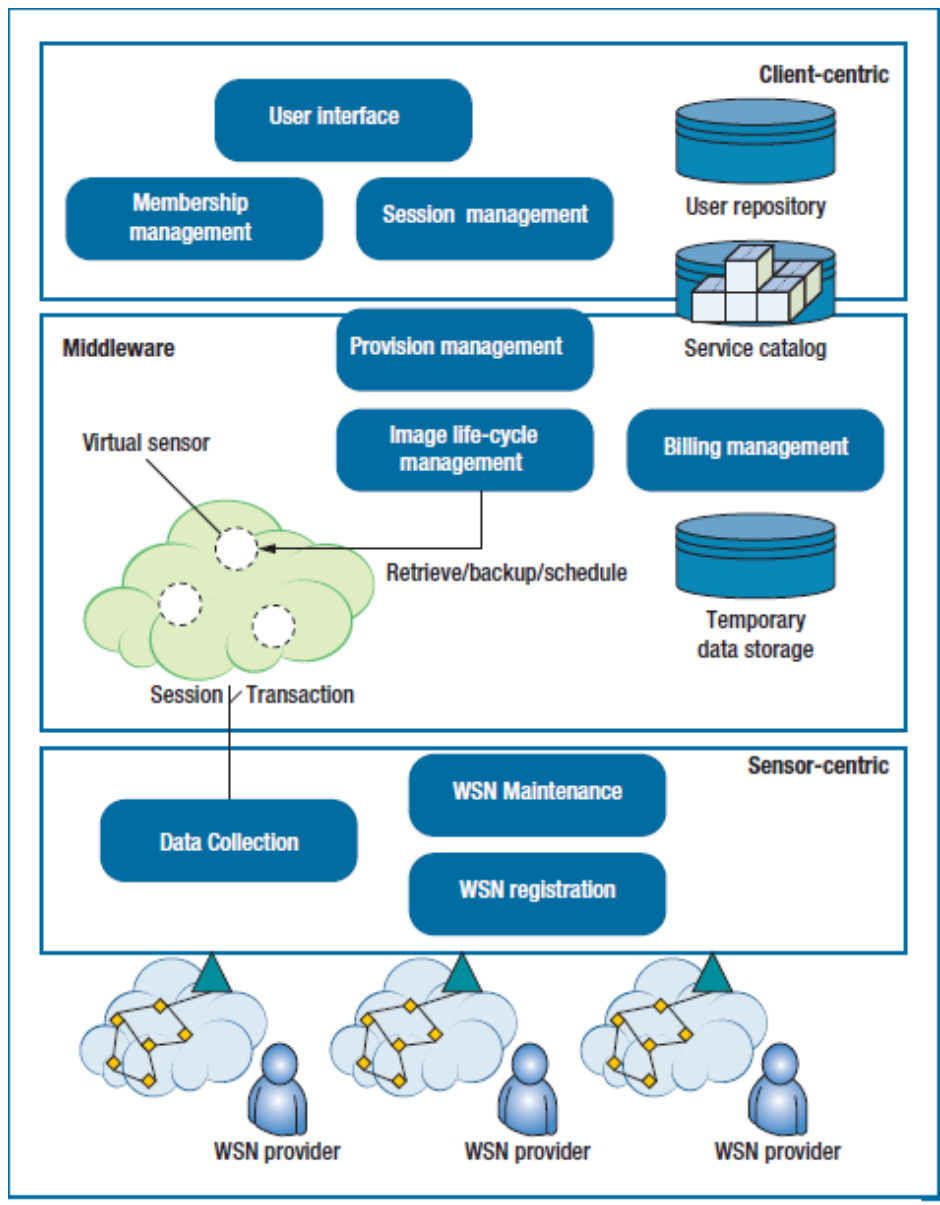 Client-centric
User interface
Membership
management
Session management
User repository
Middleware
Provision management
Service catalog
Virtual sensor
Image life-cycle
management
Billing management
Retrieve/backup/schedule
Temporary
data storage
Session
Transaction
Sensor-centric
WSN Maintenance
Data Collection
WSN registration
WSN provider
WSN provider
WSN provider